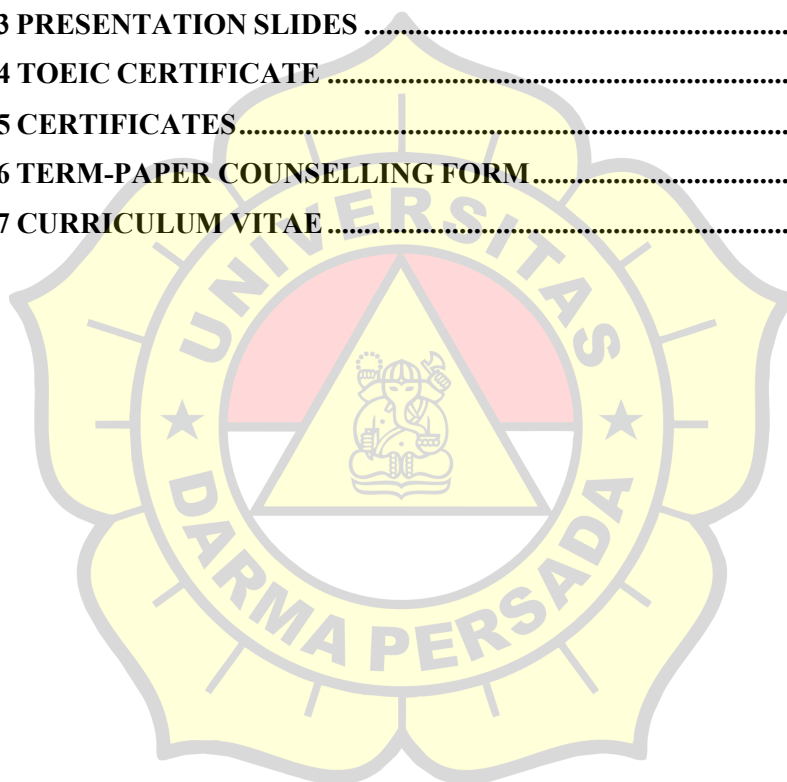 3 PRESENTATION SLIDES ........................................................................
4 TOEIC CERTIFICATE ........................................................................
5 CERTIFICATES........................................................................
6 TERM-PAPER COUNSELLING FORM........................................................................
7 CURRICULUM VITAE ........................................................................
UNIVERSITAS
DARMA PERSADA